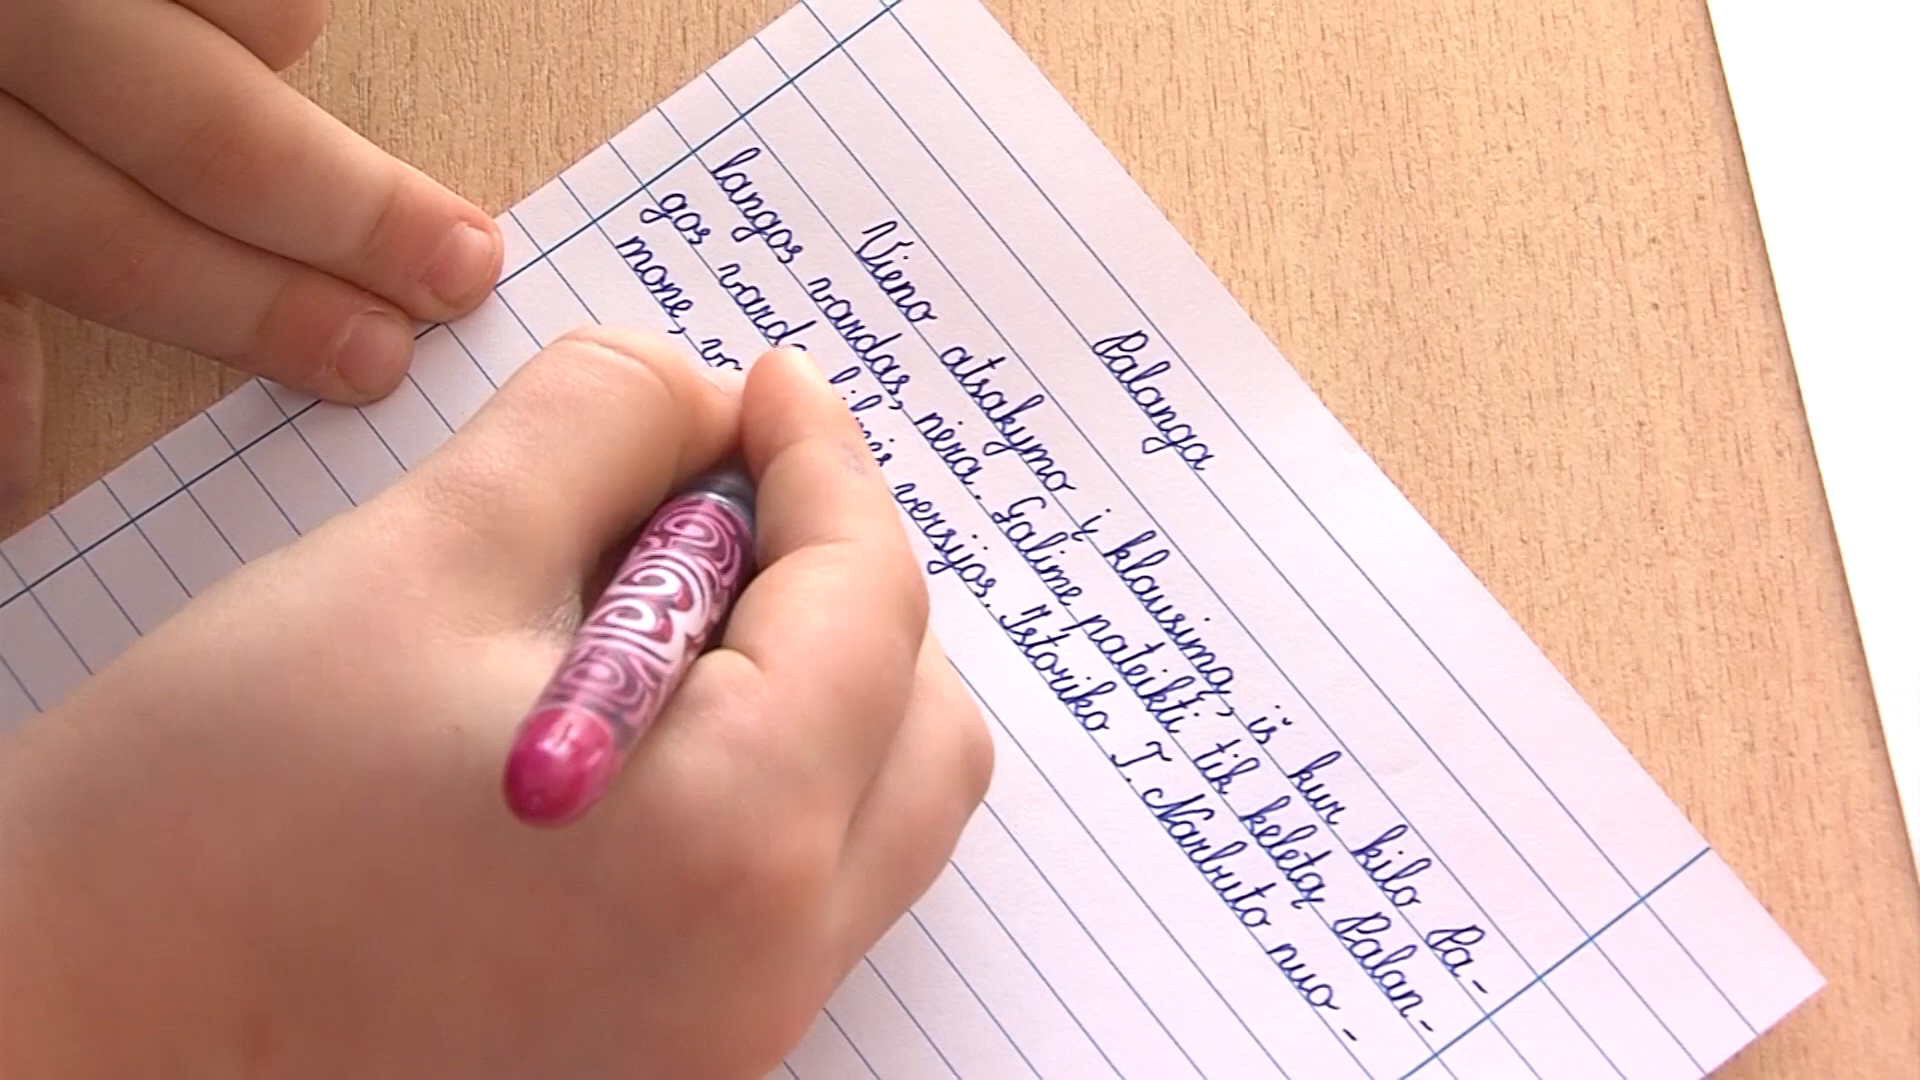 Palanga
Vieno atsakymo į klausimą, iš kur kilo Pa-
langos vardas, nėra. Galime pateikti tik keletą Palan-
gos versijos. Istoriko T. Narbuto nuo-
mone,